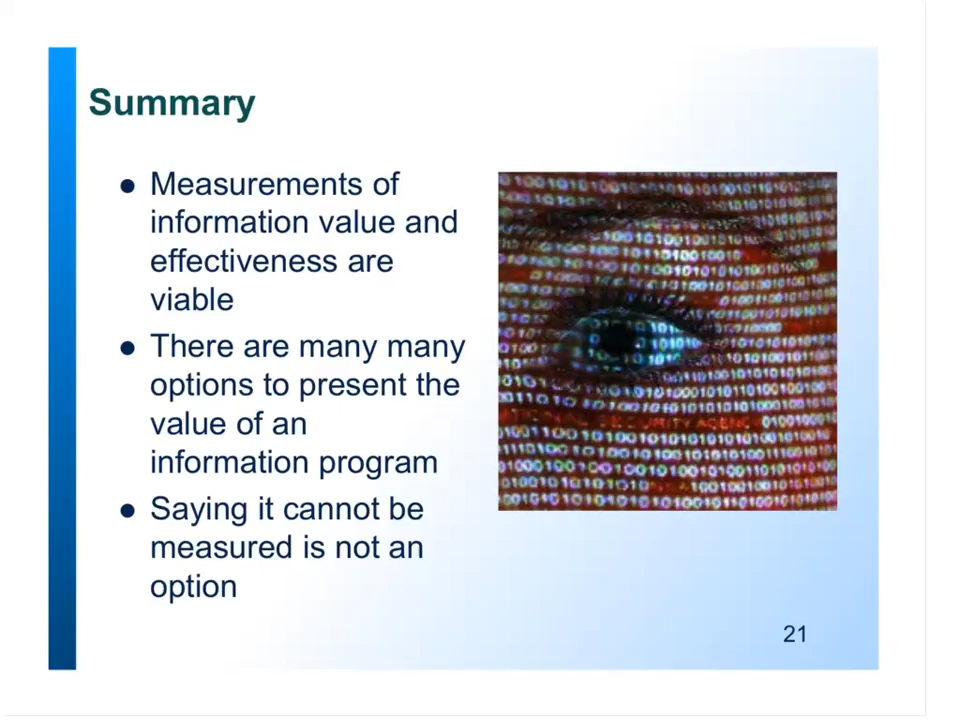 Summary
● Measurements of
information value and
effectiveness are
viable
● There are many many
options to present the
value of an
information program
● Saying it cannot be
measured is not an
option
21